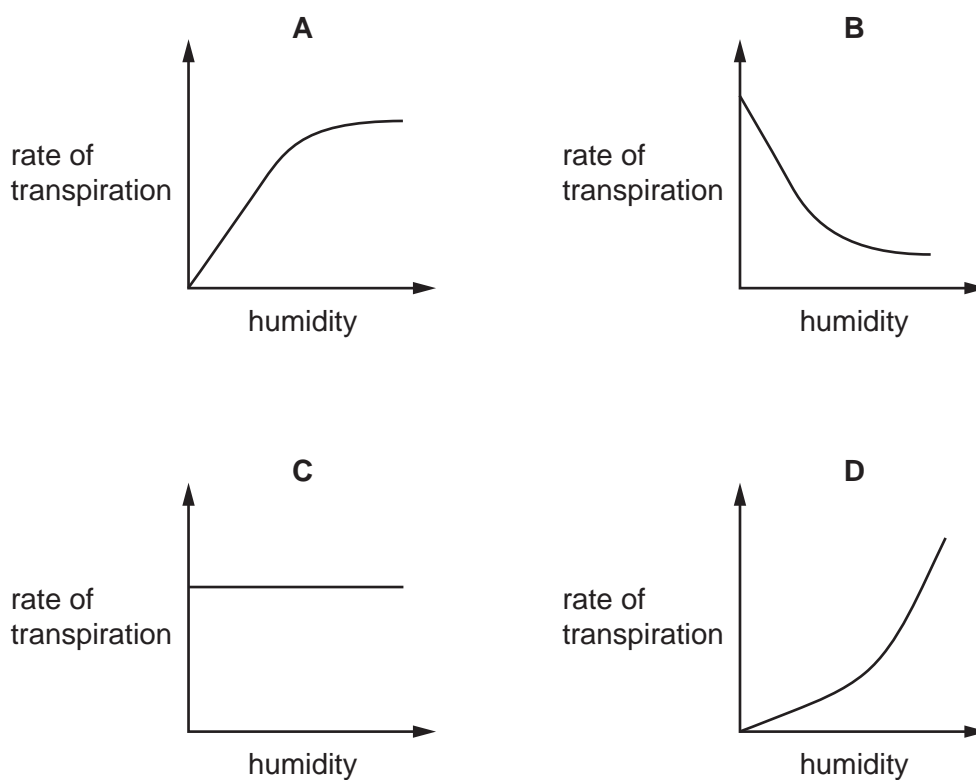 A
rate of
transpiration
humidity
B
rate of
transpiration
humidity
C
rate of
transpiration
humidity
D
rate of
transpiration
humidity